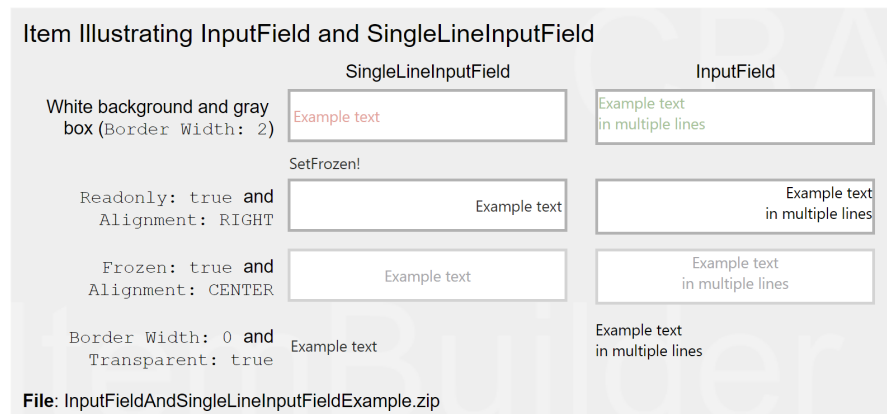 Item Illustrating InputField and SingleLineInputField
SingleLineInputField
InputField
White background and gray
box (Border Width: 2)
Example text
Example text
in multiple lines
SetFrozen!
Readonly: true and
Alignment: RIGHT
Example text
Example text
in multiple lines
Frozen: true and
Alignment: CENTER
Example text
Example text
in multiple lines
Border Width: 0 and
Transparent: true
Example text
Example text
in multiple lines
File: InputFieldAndSingleLineInputFieldExample.zip
CBA
ItemBuilder